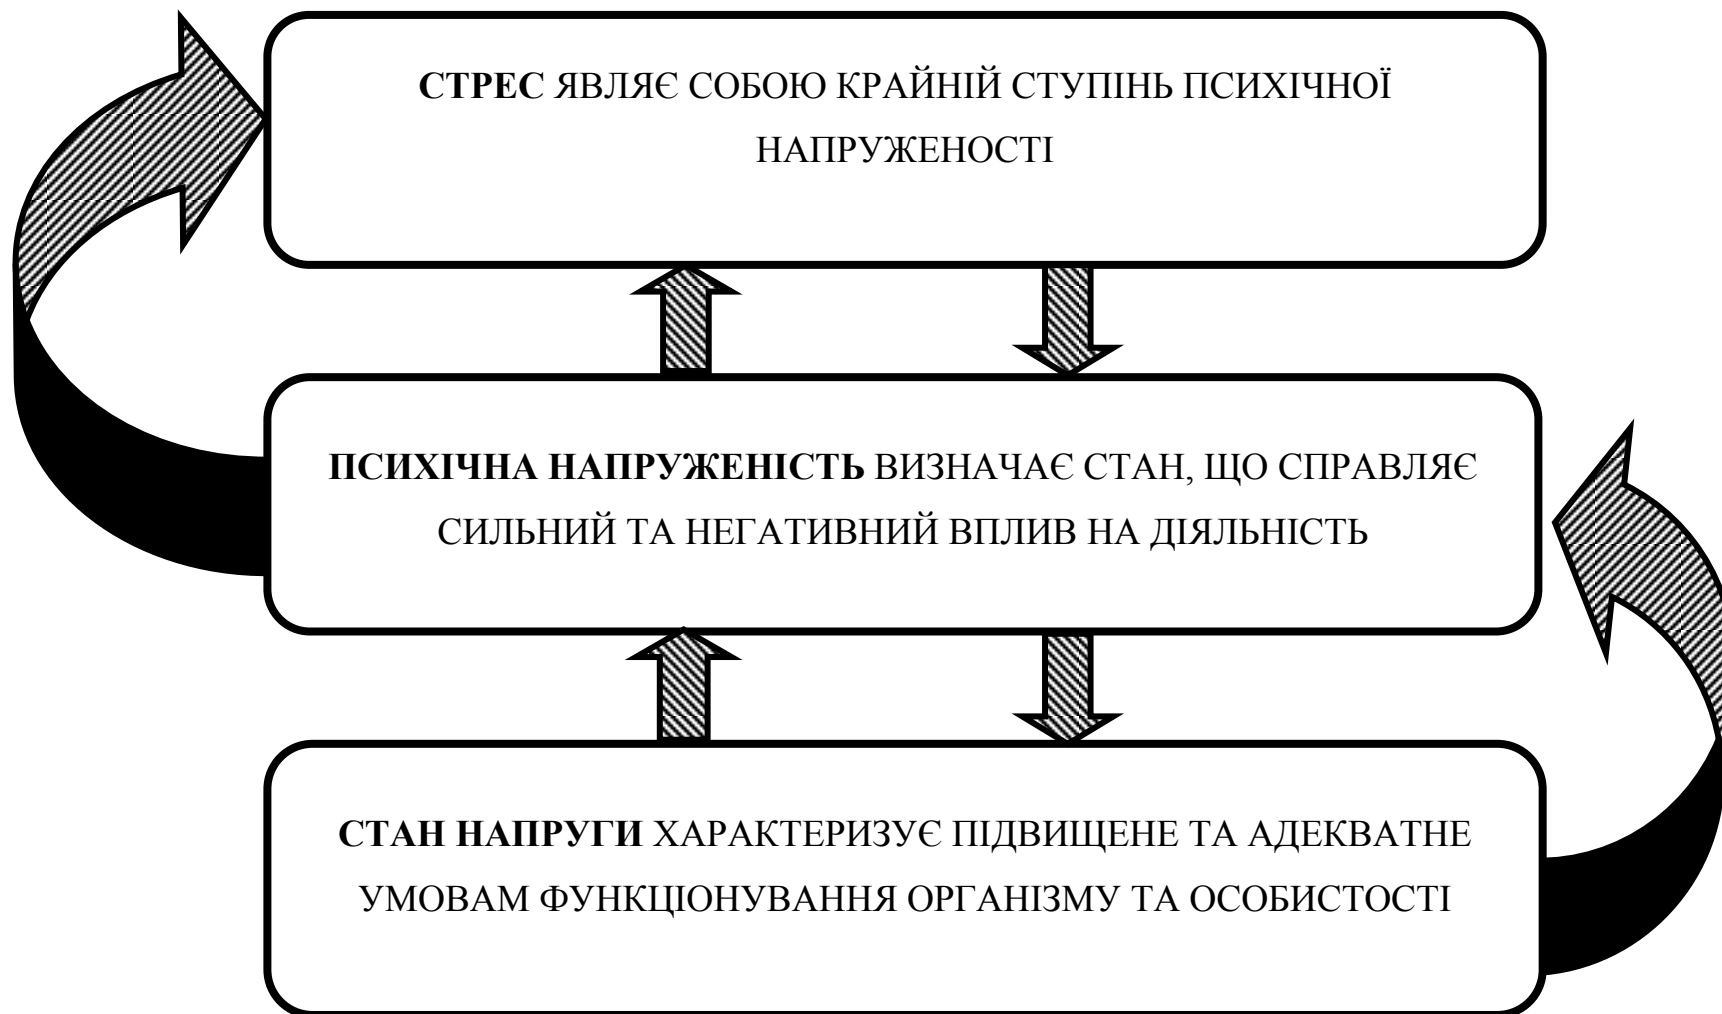 СТРЕС ЯВЛЯЄ СОБОЮ КРАЙНІЙ СТУПІНЬ ПСИХІЧНОЇ
НАПРУЖЕНОСТІ
ПСИХІЧНА НАПРУЖЕНІСТЬ ВИЗНАЧАЄ СТАН, ЩО СПРАВЛЯЄ
СИЛЬНИЙ ТА НЕГАТИВНИЙ ВПЛИВ НА ДІЯЛЬНІСТЬ
СТАН НАПРУГИ ХАРАКТЕРИЗУЄ ПІДВИЩЕНЕ ТА АДЕКВАТНЕ
УМОВАМ ФУНКЦІОНУВАННЯ ОРГАНІЗМУ ТА ОСОБИСТОСТІ